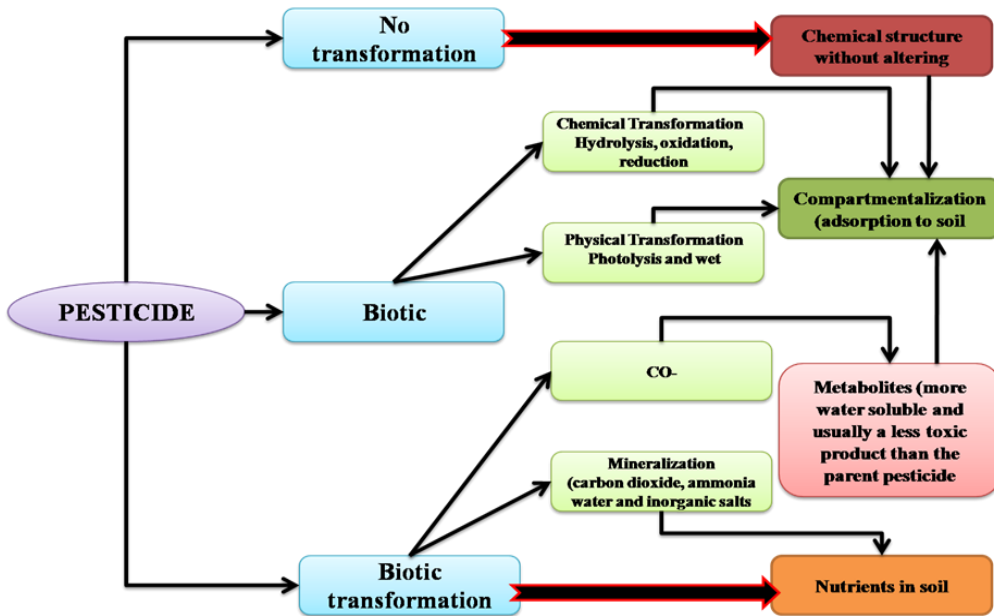 No
transformation
Chemical structure
without altering
Chemical Transformation
Hydrolysis, oxidation,
reduction
Compartmentalization
(adsorption to soil
Physical Transformation
Photolysis and wet
PESTICIDE
Biotic
CO-
Metabolites (more
water soluble and
usually a less toxic
product than the
parent pesticide
Mineralization
(carbon dioxide, ammonia
water and inorganic salts
Biotic
transformation
Nutrients in soil